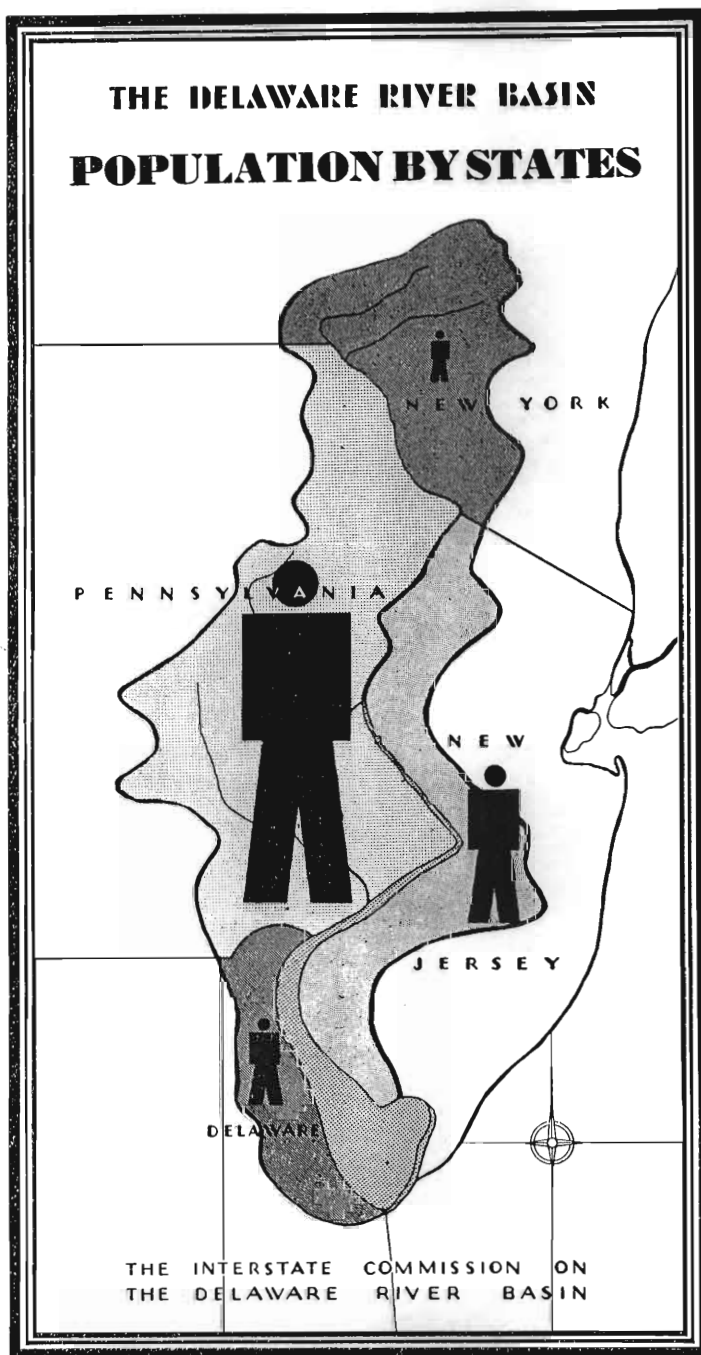 THE DELAWARE RIVER BASIN
POPULATION BY STATES
NEW YORK
PENNSYLVANIA
NEW
JERSEY
DELAWARE
THE INTERSTATE COMMISSION ON
THE DELAWARE RIVER BASIN